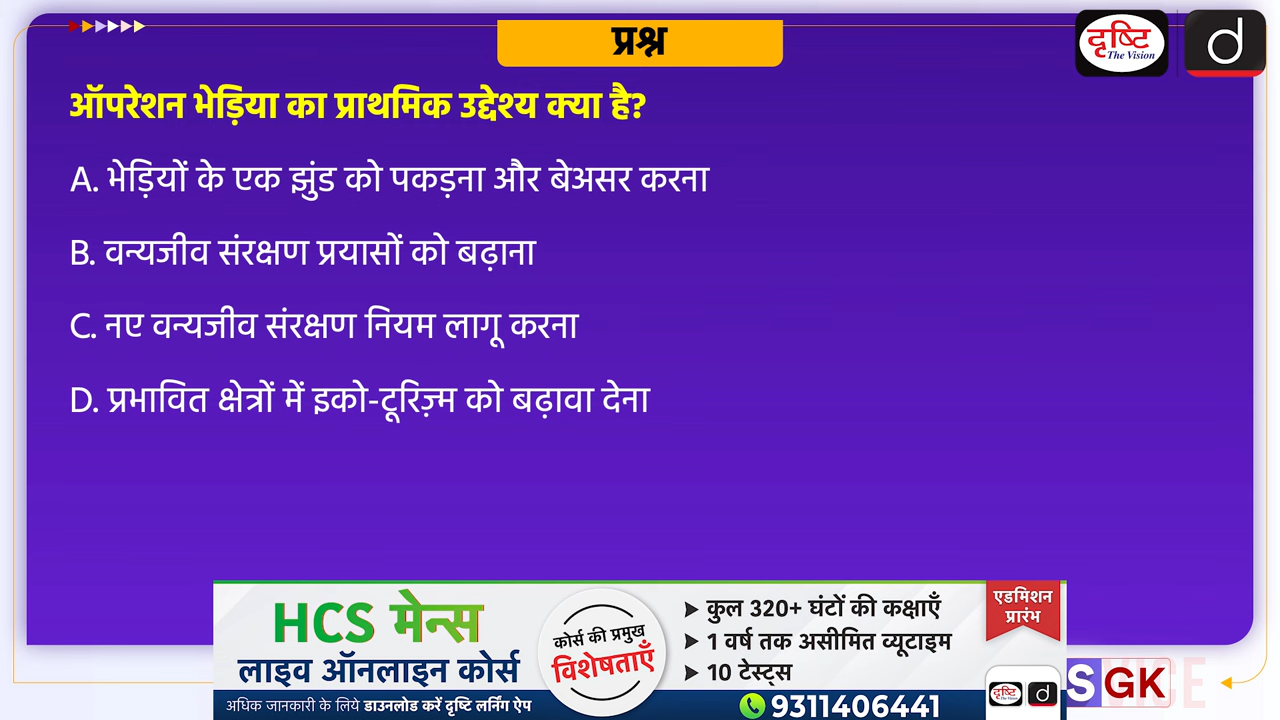 प्रश्न
दृष्टि
The Vision
d
ऑपरेशन भेड़िया का प्राथमिक उद्देश्य क्या है?
A. भेड़ियों के एक झुंड को पकड़ना और बेअसर करना
B. वन्यजीव संरक्षण प्रयासों को बढ़ाना
C. नए वन्यजीव संरक्षण नियम लागू करना
D. प्रभावित क्षेत्रों में इको-टूरिज़्म को बढ़ावा देना
HCS मेन्स
लाइव ऑनलाइन कोर्स
अधिक जानकारी के लिये डाउनलोड करें दृष्टि लर्निंग ऐप
कोर्स की प्रमुख
विशेषताएँ
कुल 320+ घंटों की कक्षाएँ
1 वर्ष तक असीमित व्यूटाइम
10 टेस्ट्स
9311406441
एडमिशन
प्रारंभ
दृष्टि
d
SGK